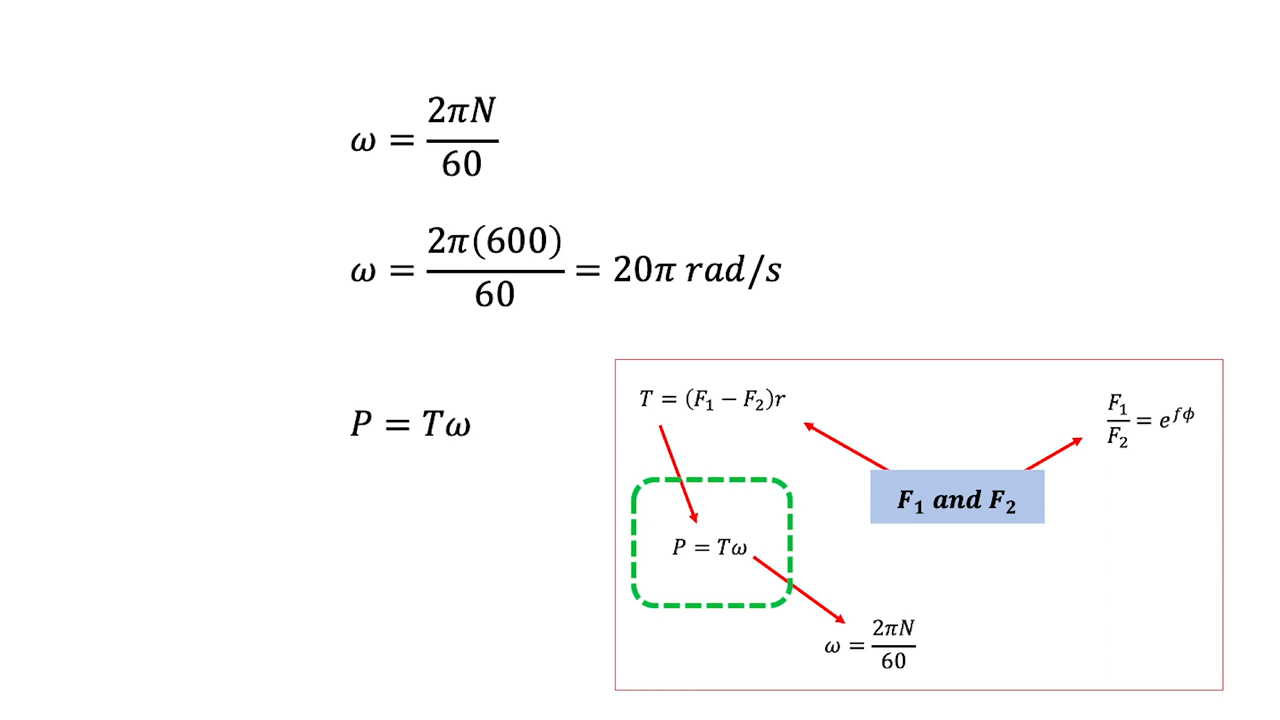 ω = 2πN/60
ω = 2π(600)/60 = 20π rad/s
P = Tω
T = (F₁ − F₂)r
F₁/F₂ = e^{fϕ}
F₁ and F₂
P = Tω
ω = 2πN/60